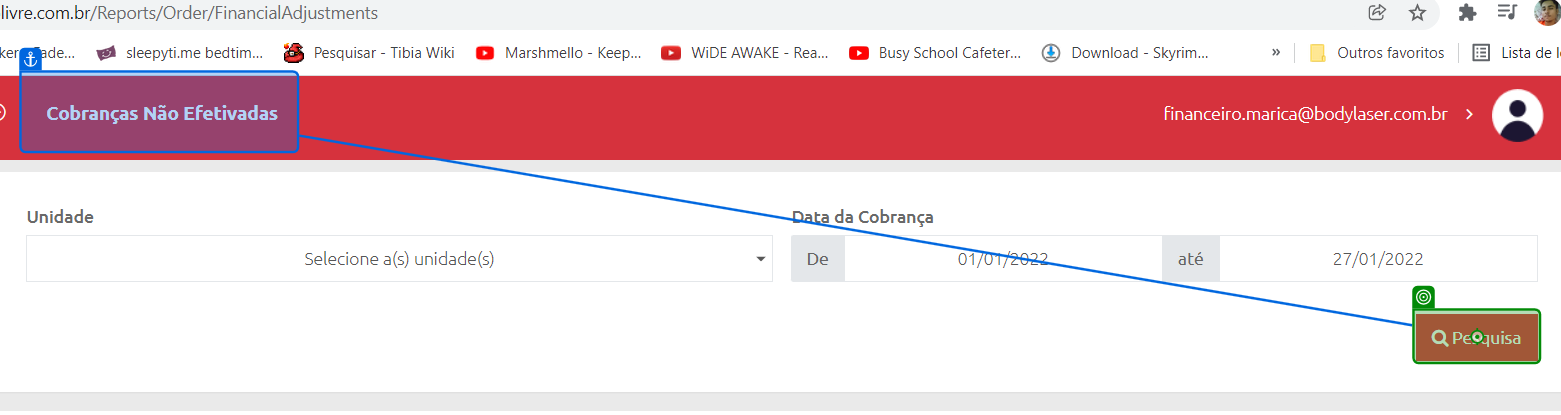 livre.com.br/Reports/Order/FinancialAdjustments
sleepyti.me bedtim... Pesquisar - Tibia Wiki Marshmello - Keep... WiDE AWAKE - Rea... Busy School Cafeter... Download - Skyrim... » Outros favoritos Lista de
Cobranças Não Efetivadas
financeiro.marica@bodylaser.com.br
Unidade
Data da Cobrança
Selecione a(s) unidade(s)
De 01/01/2022 até 27/01/2022
Pesquisa